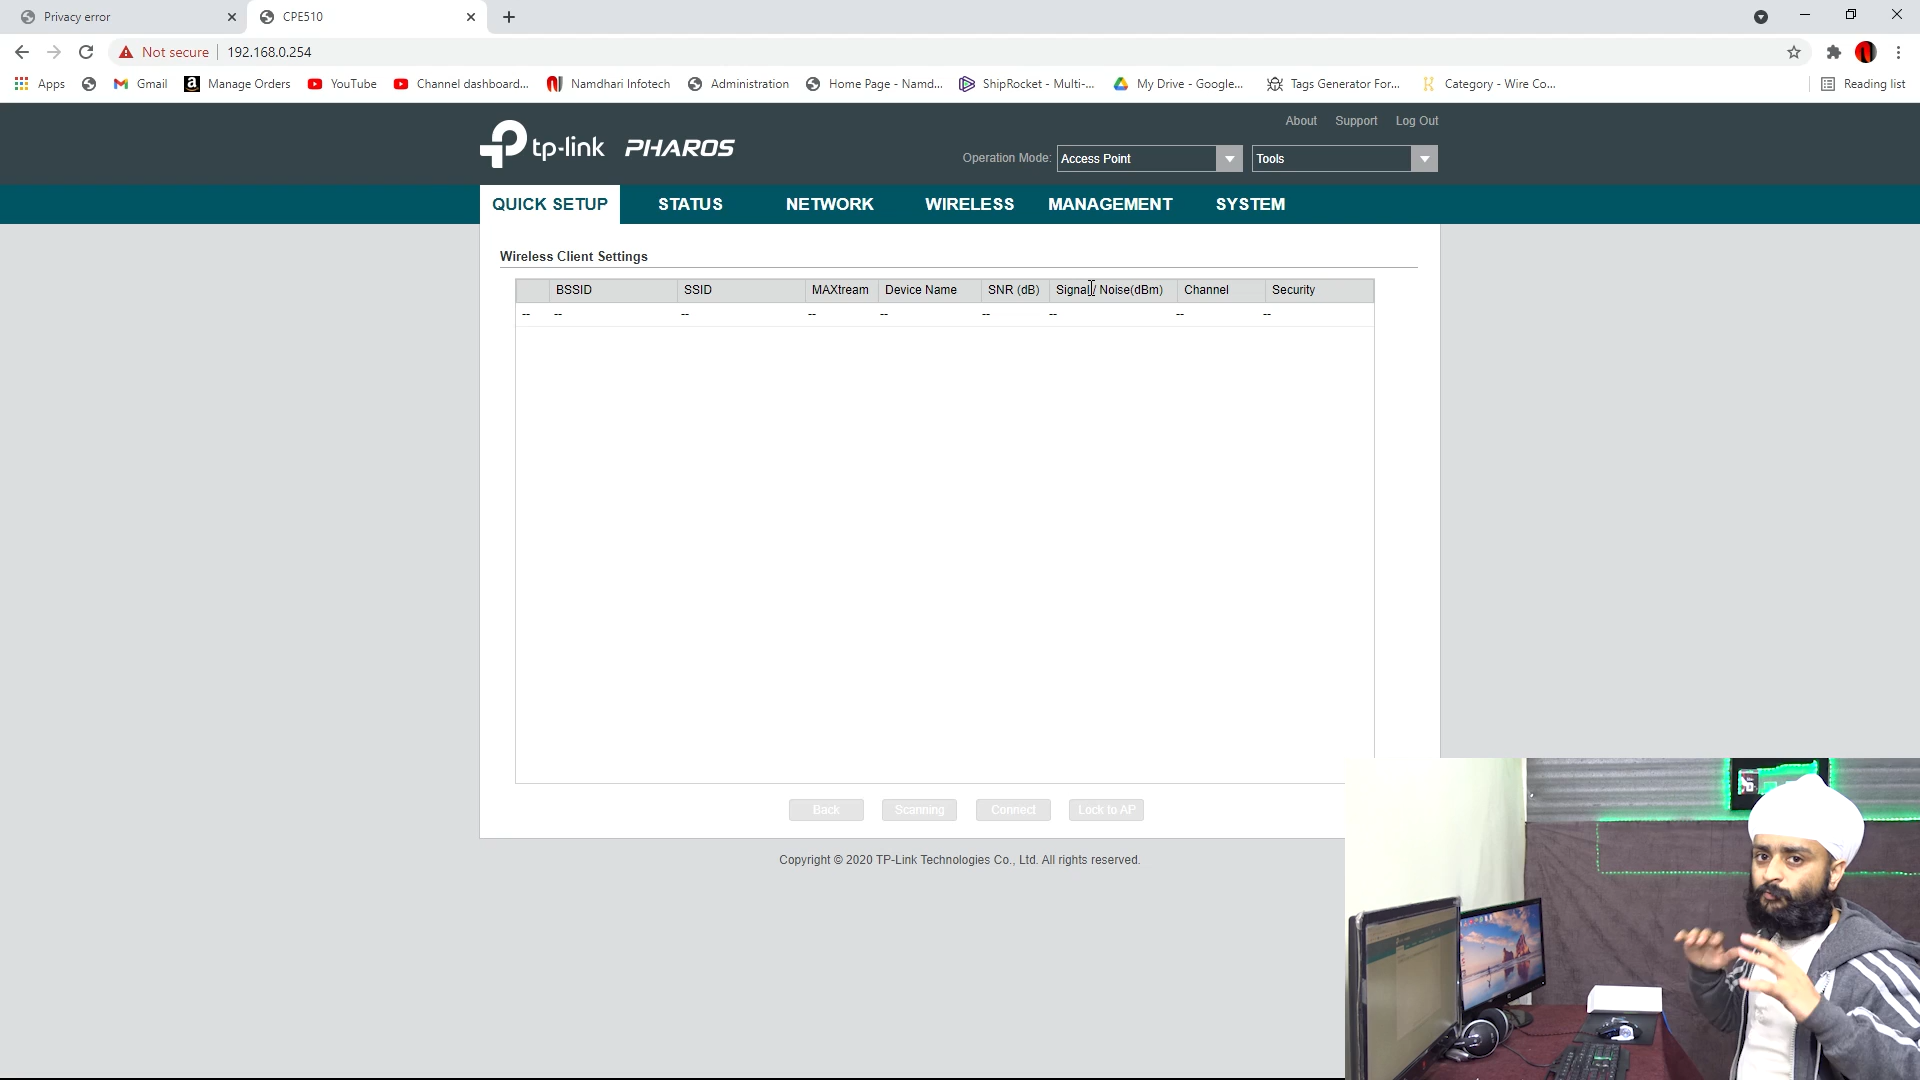 Privacy error
CPE510
Not secure 192.168.0.254
Apps Gmail Manage Orders YouTube Channel dashboard... Namdhari Infotech Administration Home Page - Namd... ShipRocket - Multi-... My Drive - Google... Tags Generator For... Category - Wire Co... Reading list
tp-link PHAROS
About Support Log Out
Operation Mode: Access Point Tools
QUICK SETUP STATUS NETWORK WIRELESS MANAGEMENT SYSTEM
Wireless Client Settings
BSSID SSID MAXtream Device Name SNR (dB) Signal/ Noise(dBm) Channel Security
-- -- -- -- -- -- -- -- --
Back Scanning Connect Lock to AP
Copyright © 2020 TP-Link Technologies Co., Ltd. All rights reserved.